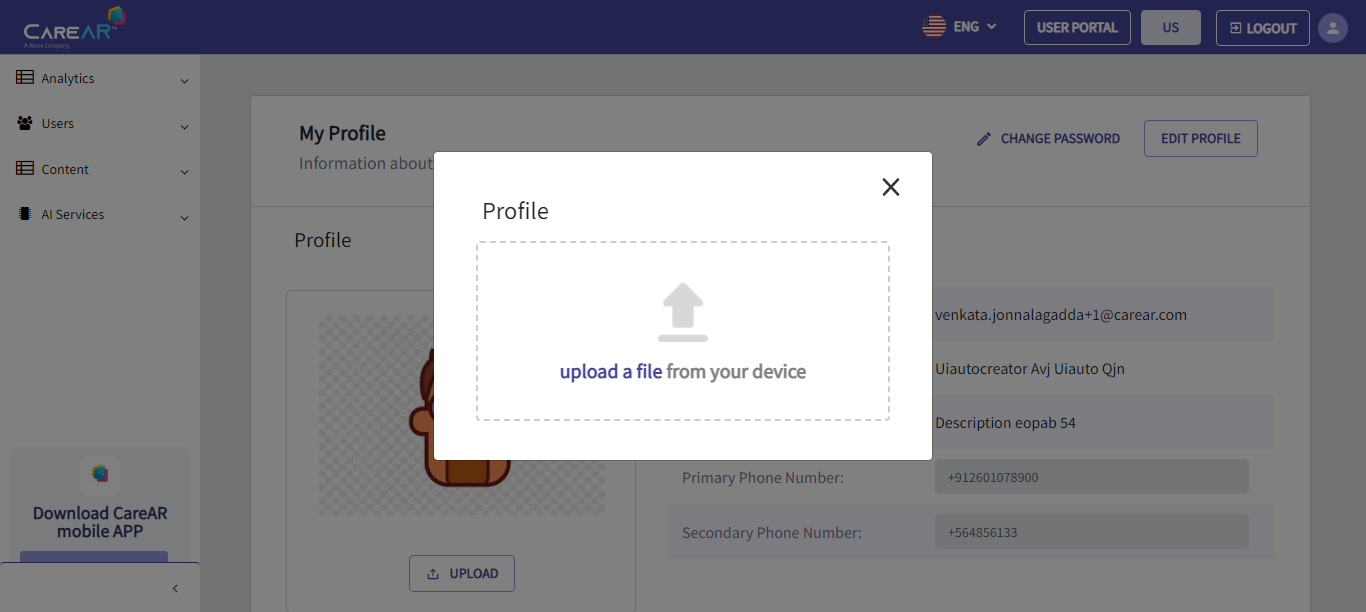 CAREAR™
A Xerox Company
ENG
USER PORTAL
US
LOGOUT
Analytics
Users
Content
AI Services
Download CareAR
mobile APP
My Profile
Information about
CHANGE PASSWORD
EDIT PROFILE
Profile
UPLOAD
Profile
upload a file from your device
venkata.jonnalagadda+1@carear.com
Uiautocreator Avj Uiauto Qjn
Description eopab 54
Primary Phone Number:
+912601078900
Secondary Phone Number:
+564856133